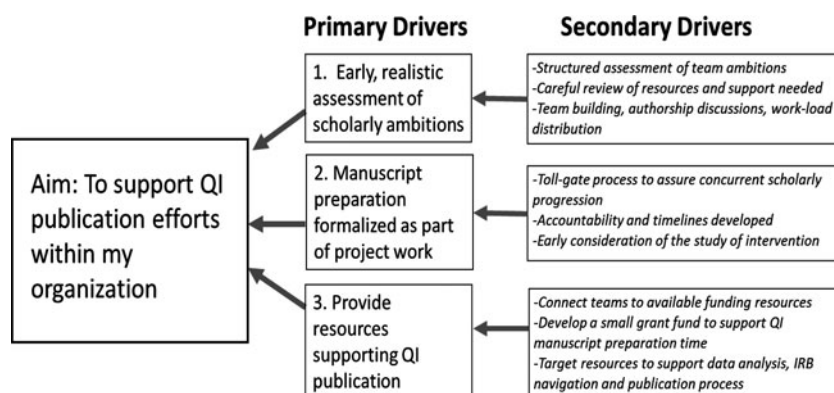 Primary Drivers
Secondary Drivers
1. Early, realistic
assessment of
scholarly ambitions
-Structured assessment of team ambitions
-Careful review of resources and support needed
-Team building, authorship discussions, work-load
distribution
Aim: To support QI
publication efforts
within my
organization
2. Manuscript
preparation
formalized as part
of project work
-Toll-gate process to assure concurrent scholarly
progression
-Accountability and timelines developed
-Early consideration of the study of intervention
3. Provide
resources
supporting QI
publication
-Connect teams to available funding resources
-Develop a small grant fund to support QI
manuscript preparation time
-Target resources to support data analysis, IRB
navigation and publication process